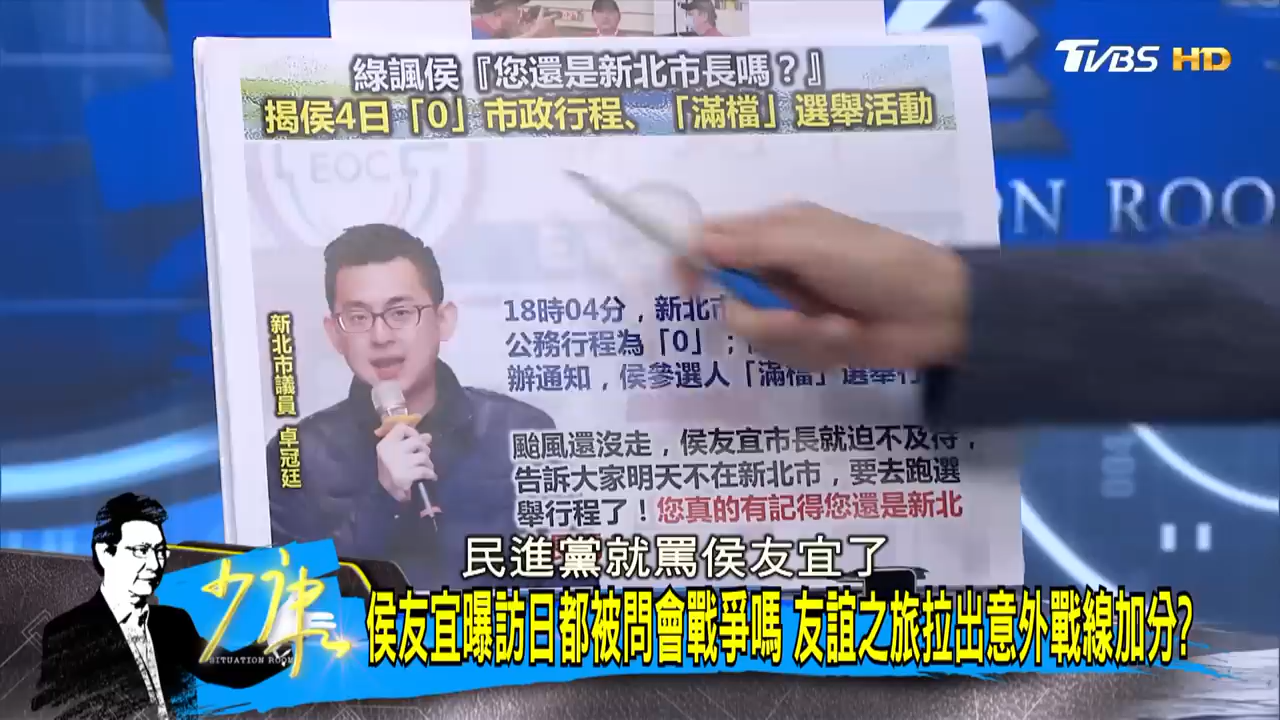 TVBS HD
綠諷侯『您還是新北市長嗎？』
揭侯4日「0」市政行程、「滿檔」選舉活動
EOC
ON ROO
18時04分，新北市
公務行程為「0」；
辦通知，侯參選人「滿檔」選舉行
新北市議員 卓冠廷
颱風還沒走，侯友宜市長就迫不及待，
告訴大家明天不在新北市，要去跑選
舉行程了！您真的有記得您還是新北
民進黨就罵侯友宜了
少康
SITUATION ROOM
侯友宜曝訪日都被問會戰爭嗎 友誼之旅拉出意外戰線加分?